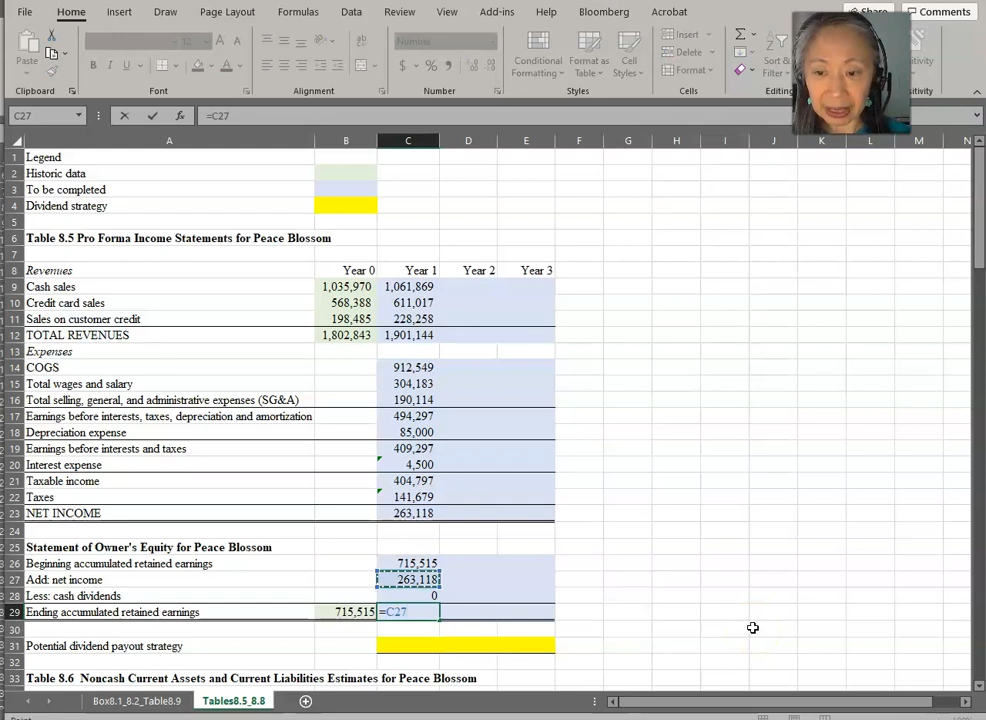 File Home Insert Draw Page Layout Formulas Data Review View Add-ins Help Bloomberg Acrobat Share Comments
Paste
12 A A
ab
Number
Conditional Format as Cell
Formatting Table Styles
Insert
Delete
Format
Sort &
Filter
Clipboard Font Alignment Number Styles Cells Editing
B I U A $ % ,
C27 fx =C27
A B C D E F G H I J K L M N
1 Legend
2 Historic data
3 To be completed
4 Dividend strategy
5
6 Table 8.5 Pro Forma Income Statements for Peace Blossom
7
8 Revenues Year 0 Year 1 Year 2 Year 3
9 Cash sales 1,035,970 1,061,869
10 Credit card sales 568,388 611,017
11 Sales on customer credit 198,485 228,258
12 TOTAL REVENUES 1,802,843 1,901,144
13 Expenses
14 COGS 912,549
15 Total wages and salary 304,183
16 Total selling, general, and administrative expenses (SG&A) 190,114
17 Earnings before interests, taxes, depreciation and amortization 494,297
18 Depreciation expense 85,000
19 Earnings before interests and taxes 409,297
20 Interest expense 4,500
21 Taxable income 404,797
22 Taxes 141,679
23 NET INCOME 263,118
24
25 Statement of Owner's Equity for Peace Blossom
26 Beginning accumulated retained earnings 715,515
27 Add: net income 263,118
28 Less: cash dividends 0
29 Ending accumulated retained earnings 715,515 =C27
30
31 Potential dividend payout strategy
32
33 Table 8.6 Noncash Current Assets and Current Liabilities Estimates for Peace Blossom
Box8.1_8.2_Table8.9 Tables8.5_8.8